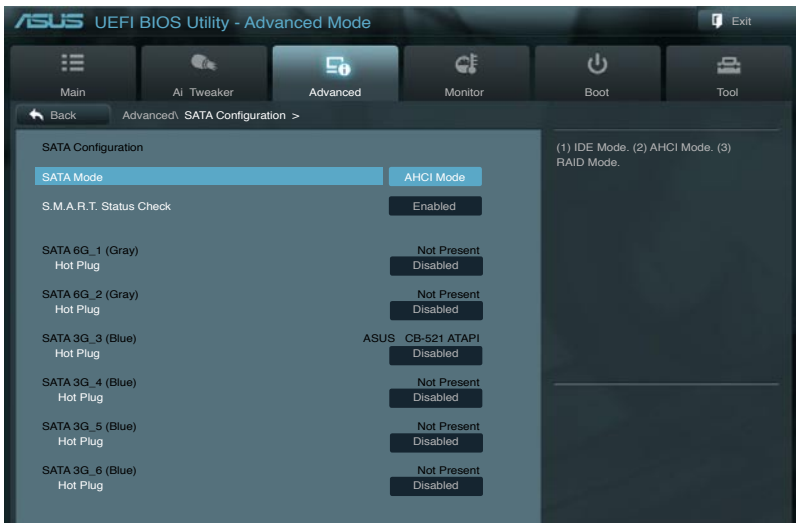 ASUS UEFI BIOS Utility - Advanced Mode
Exit
Main Ai Tweaker Advanced Monitor Boot Tool
Back Advanced\ SATA Configuration >
SATA Configuration
SATA Mode AHCI Mode
S.M.A.R.T. Status Check Enabled
SATA 6G_1 (Gray) Not Present
Hot Plug Disabled
SATA 6G_2 (Gray) Not Present
Hot Plug Disabled
SATA 3G_3 (Blue) ASUS CB-521 ATAPI
Hot Plug Disabled
SATA 3G_4 (Blue) Not Present
Hot Plug Disabled
SATA 3G_5 (Blue) Not Present
Hot Plug Disabled
SATA 3G_6 (Blue) Not Present
Hot Plug Disabled
(1) IDE Mode. (2) AHCI Mode. (3)
RAID Mode.